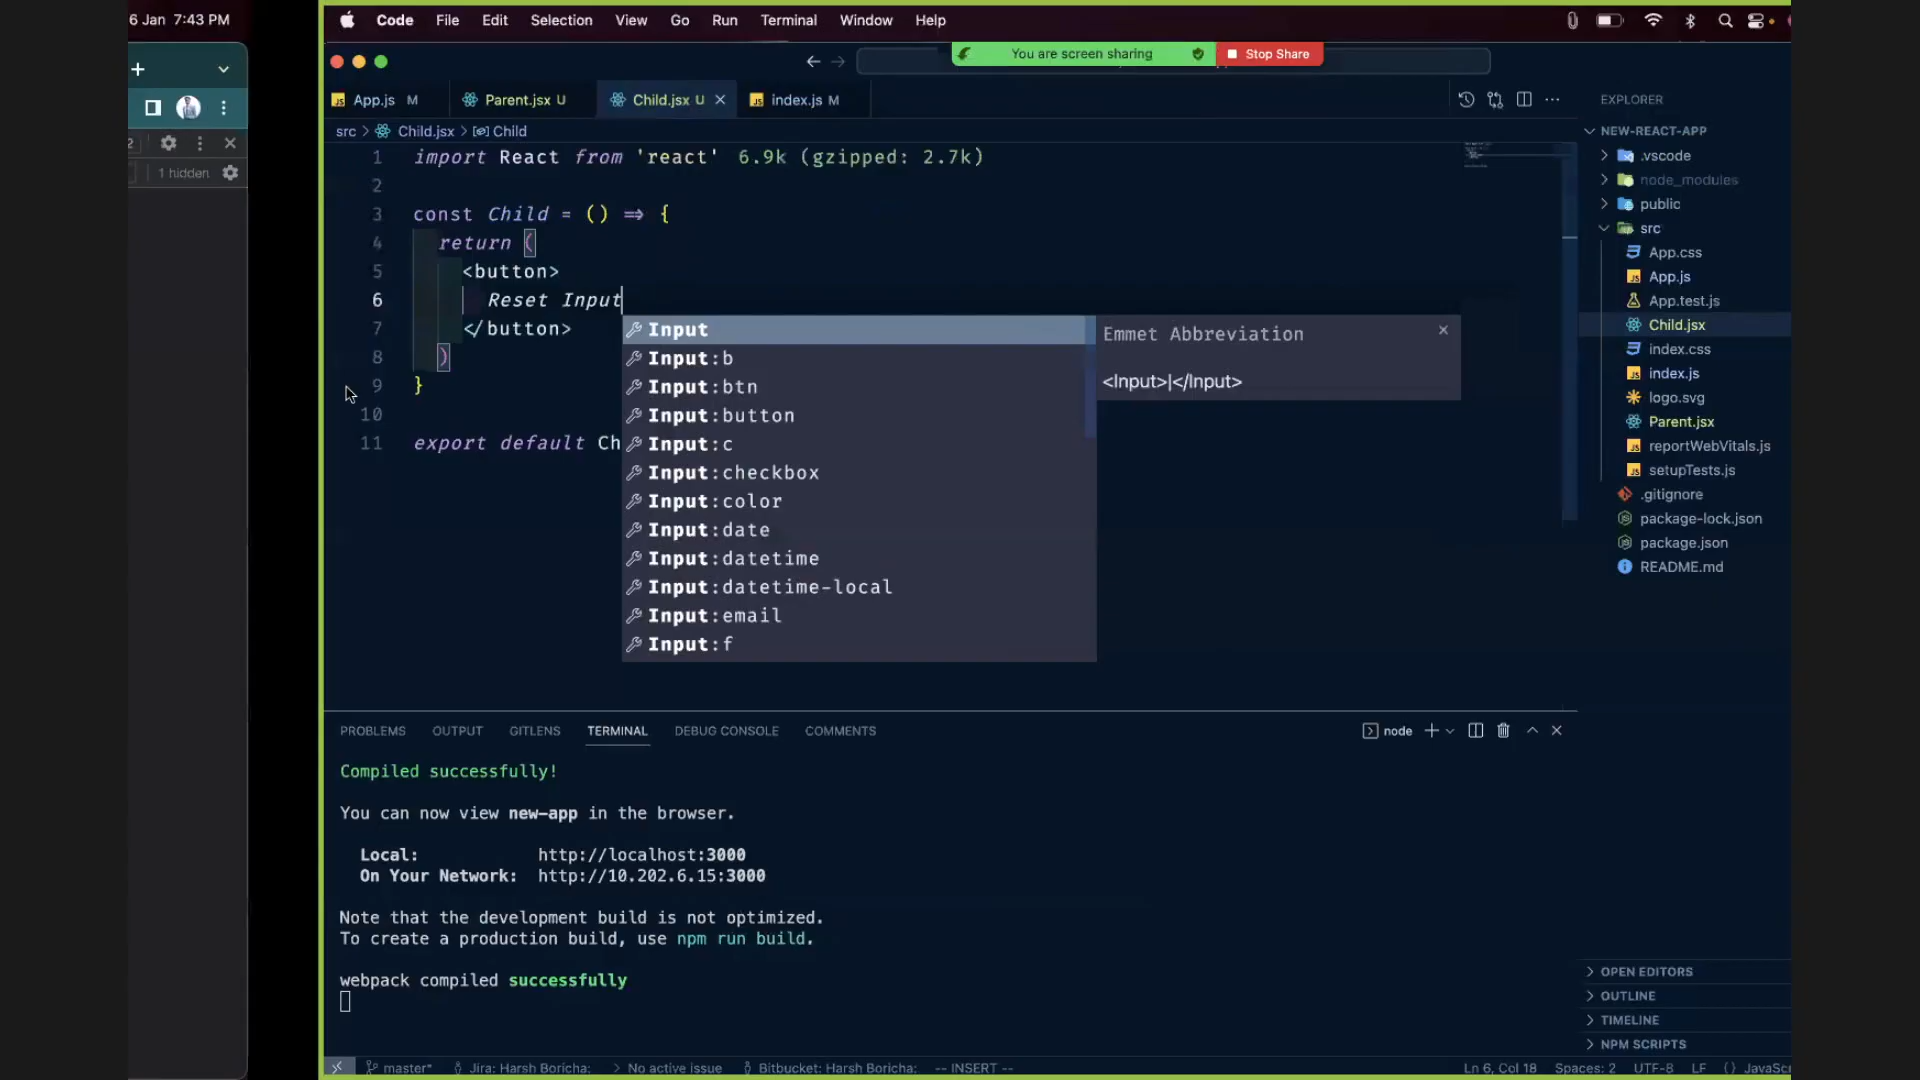 6 Jan 7:43 PM
Code File Edit Selection View Go Run Terminal Window Help
You are screen sharing Stop Share
App.js M Parent.jsx U Child.jsx U index.js M
EXPLORER
src > Child.jsx > Child
NEW-REACT-APP
1 import React from 'react' 6.9k (gzipped: 2.7k)
2
3 const Child = () => {
4 return (
5 <button>
6 Reset Input
7 </button>
8 )
9 }
10
11 export default Ch
Input
Input:b
Input:btn
Input:button
Input:c
Input:checkbox
Input:color
Input:date
Input:datetime
Input:datetime-local
Input:email
Input:f
Emmet Abbreviation
<Input>|</Input>
1 hidden
.vscode
node_modules
public
src
App.css
App.js
App.test.js
Child.jsx
index.css
index.js
logo.svg
Parent.jsx
reportWebVitals.js
setupTests.js
.gitignore
package-lock.json
package.json
README.md
PROBLEMS OUTPUT GITLENS TERMINAL DEBUG CONSOLE COMMENTS node
Compiled successfully!
You can now view new-app in the browser.
Local: http://localhost:3000
On Your Network: http://10.202.6.15:3000
Note that the development build is not optimized.
To create a production build, use npm run build.
webpack compiled successfully
OPEN EDITORS
OUTLINE
TIMELINE
NPM SCRIPTS
master* Jira: Harsh Boricha: No active issue Bitbucket: Harsh Boricha: -- INSERT -- Ln 6, Col 18 Spaces: 2 UTF-8 LF {} JavaSc